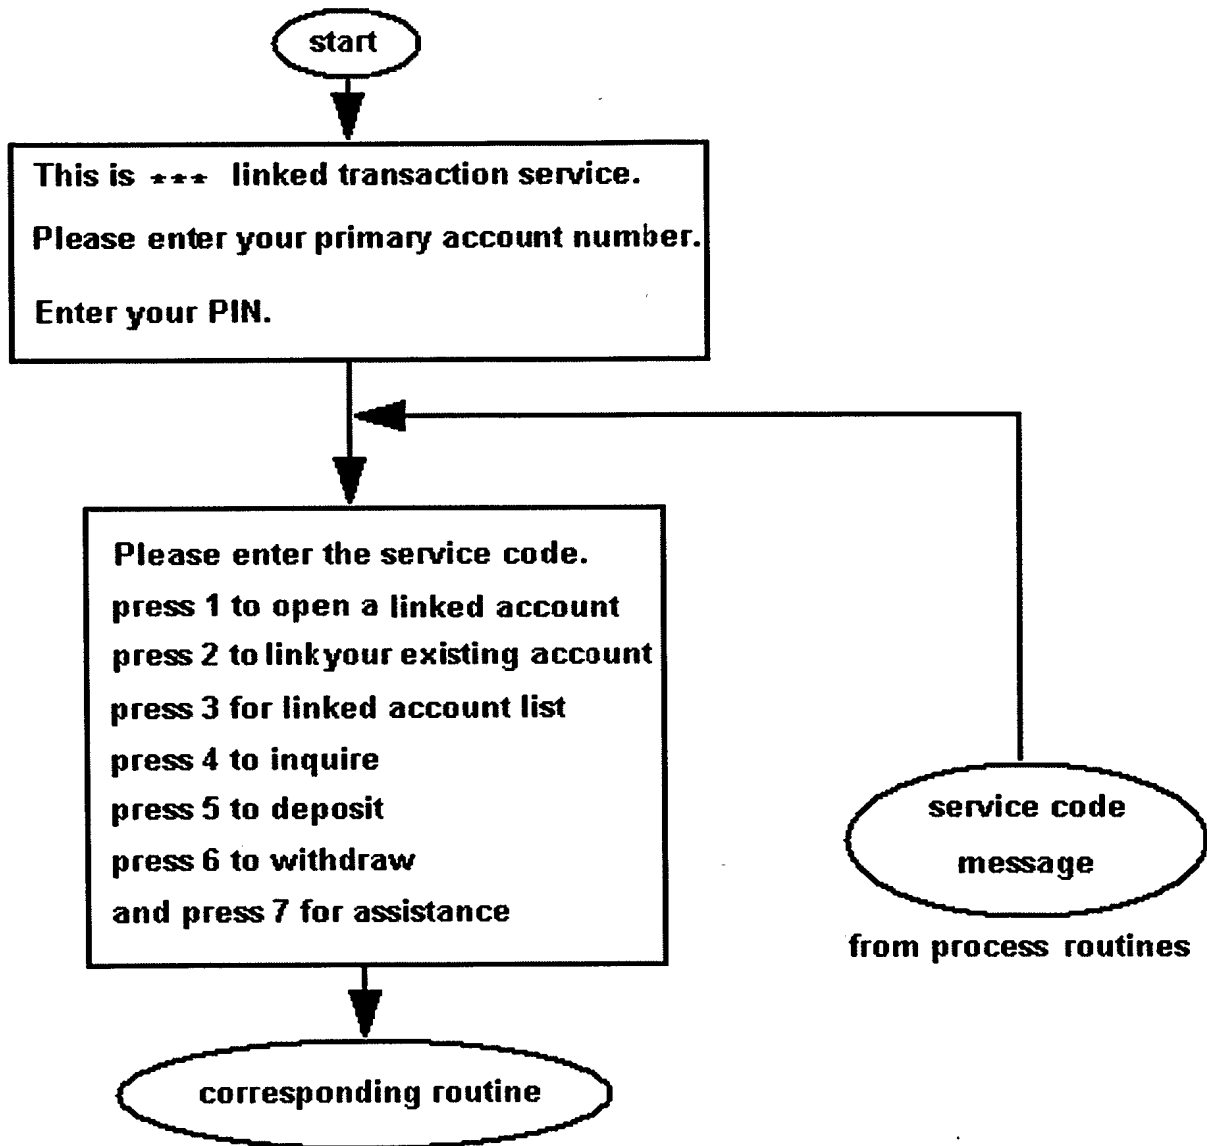 start
This is *** linked transaction service.
Please enter your primary account number.
Enter your PIN.
Please enter the service code.
press 1 to open a linked account
press 2 to link your existing account
press 3 for linked account list
press 4 to inquire
press 5 to deposit
press 6 to withdraw
and press 7 for assistance
service code
message
from process routines
corresponding routine